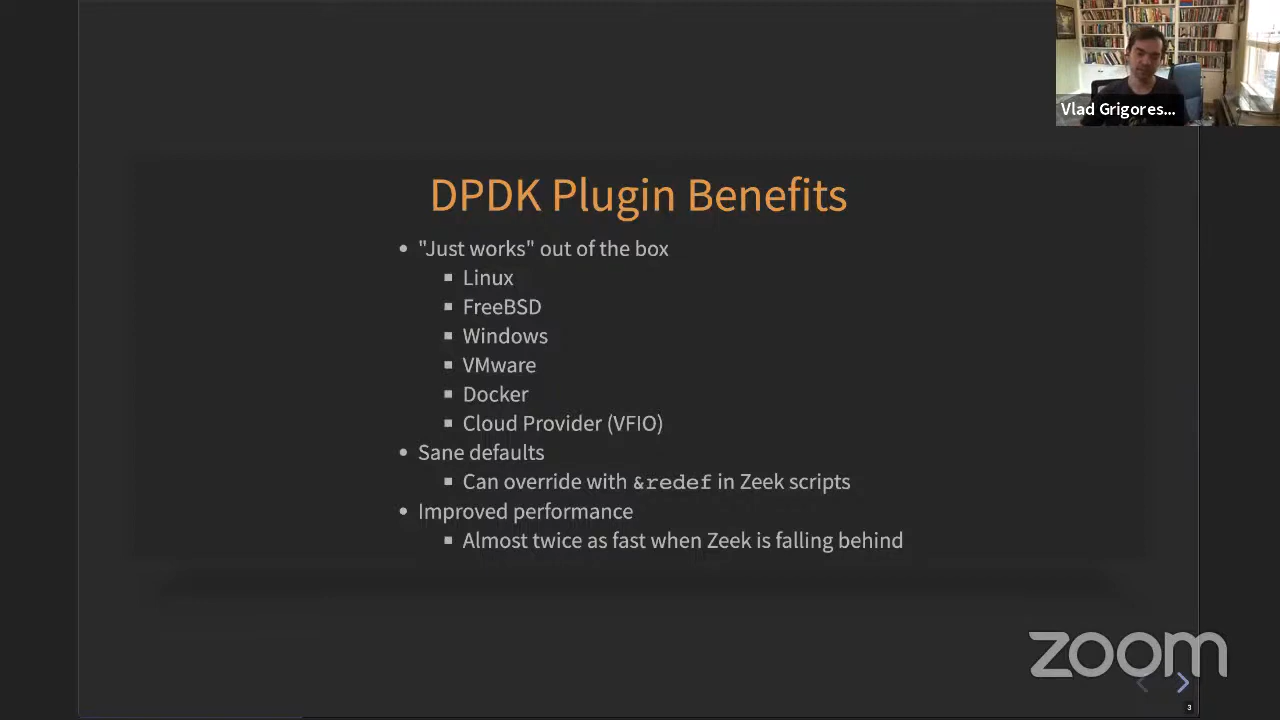 Vlad Grigores...
DPDK Plugin Benefits
• "Just works" out of the box
▪ Linux
▪ FreeBSD
▪ Windows
▪ VMware
▪ Docker
▪ Cloud Provider (VFIO)
• Sane defaults
▪ Can override with &redef in Zeek scripts
• Improved performance
▪ Almost twice as fast when Zeek is falling behind
zoom
3